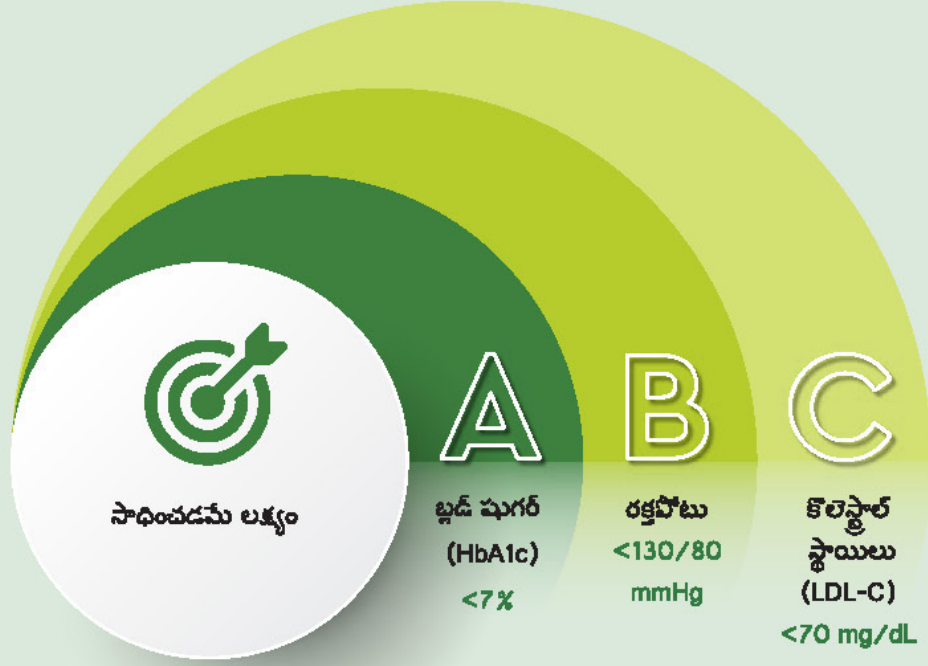 సాధించడమే లక్ష్యం
A
బ్లడ్ షుగర్
(HbA1c)
<7%
B
రక్తపోటు
<130/80
mmHg
C
కొలెస్ట్రాల్
స్థాయిలు
(LDL-C)
<70 mg/dL